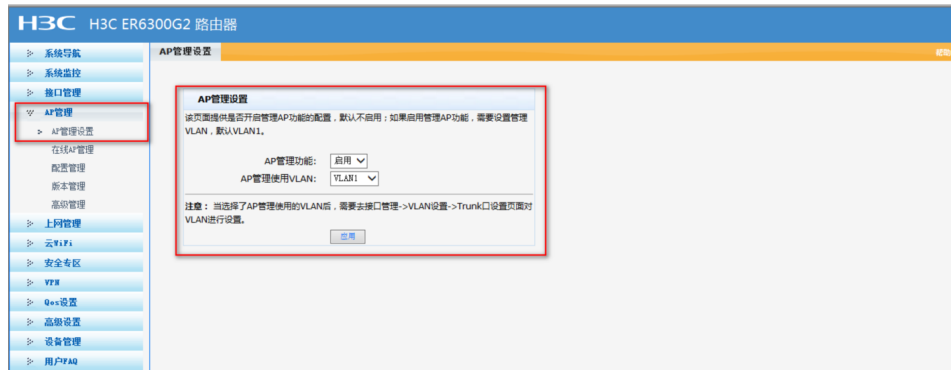 H3C H3C ER6300G2 路由器
系统导航
系统监控
接口管理
AP管理
AP管理设置
在线AP管理
配置管理
版本管理
高级管理
上网管理
云WiFi
安全专区
VPN
Qos设置
高级设置
设备管理
用户FAQ
AP管理设置
帮助
AP管理设置
该页面提供是否开启管理AP功能的配置，默认不启用；如果启用管理AP功能，需要设置管理
VLAN，默认VLAN1。
AP管理功能: 启用
AP管理使用VLAN: VLAN1
注意：当选择了AP管理使用的VLAN后，需要去接口管理->VLAN设置->Trunk口设置页面对
VLAN进行设置。
应用